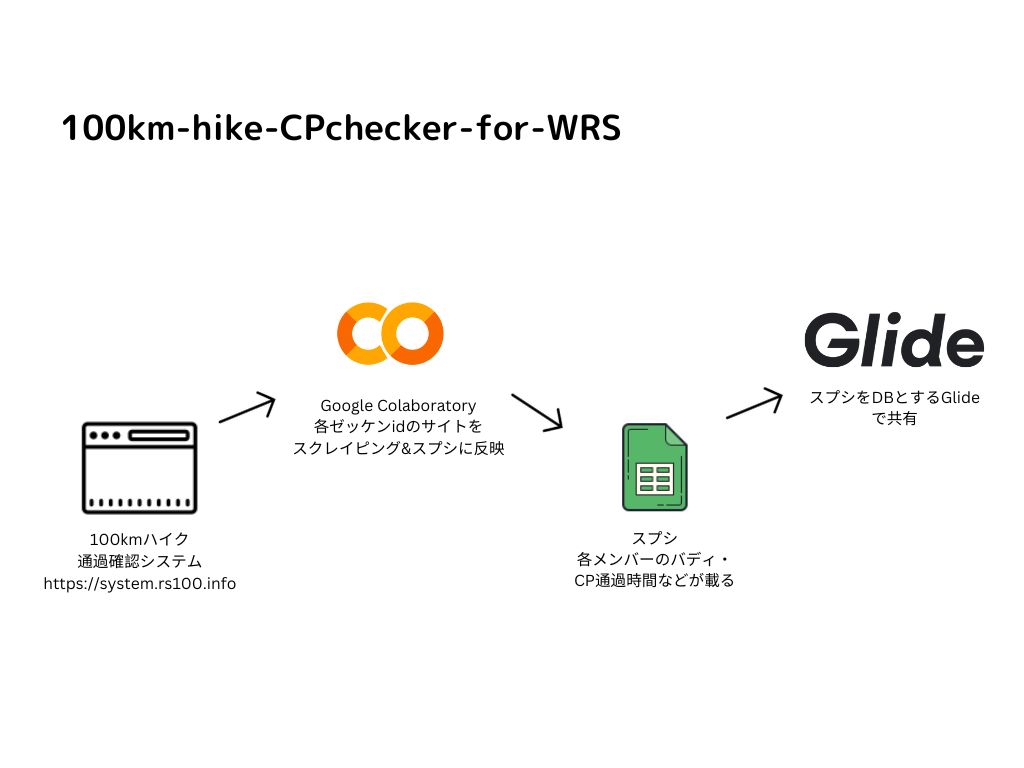 100km-hike-CPchecker-for-WRS
100kmハイク
通過確認システム
https://system.rs100.info
Google Colaboratory
各ゼッケンidのサイトを
スクレイピング&スプシに反映
スプシ
各メンバーのバディ・
CP通過時間などが載る
Glide
スプシをDBとするGlide
で共有